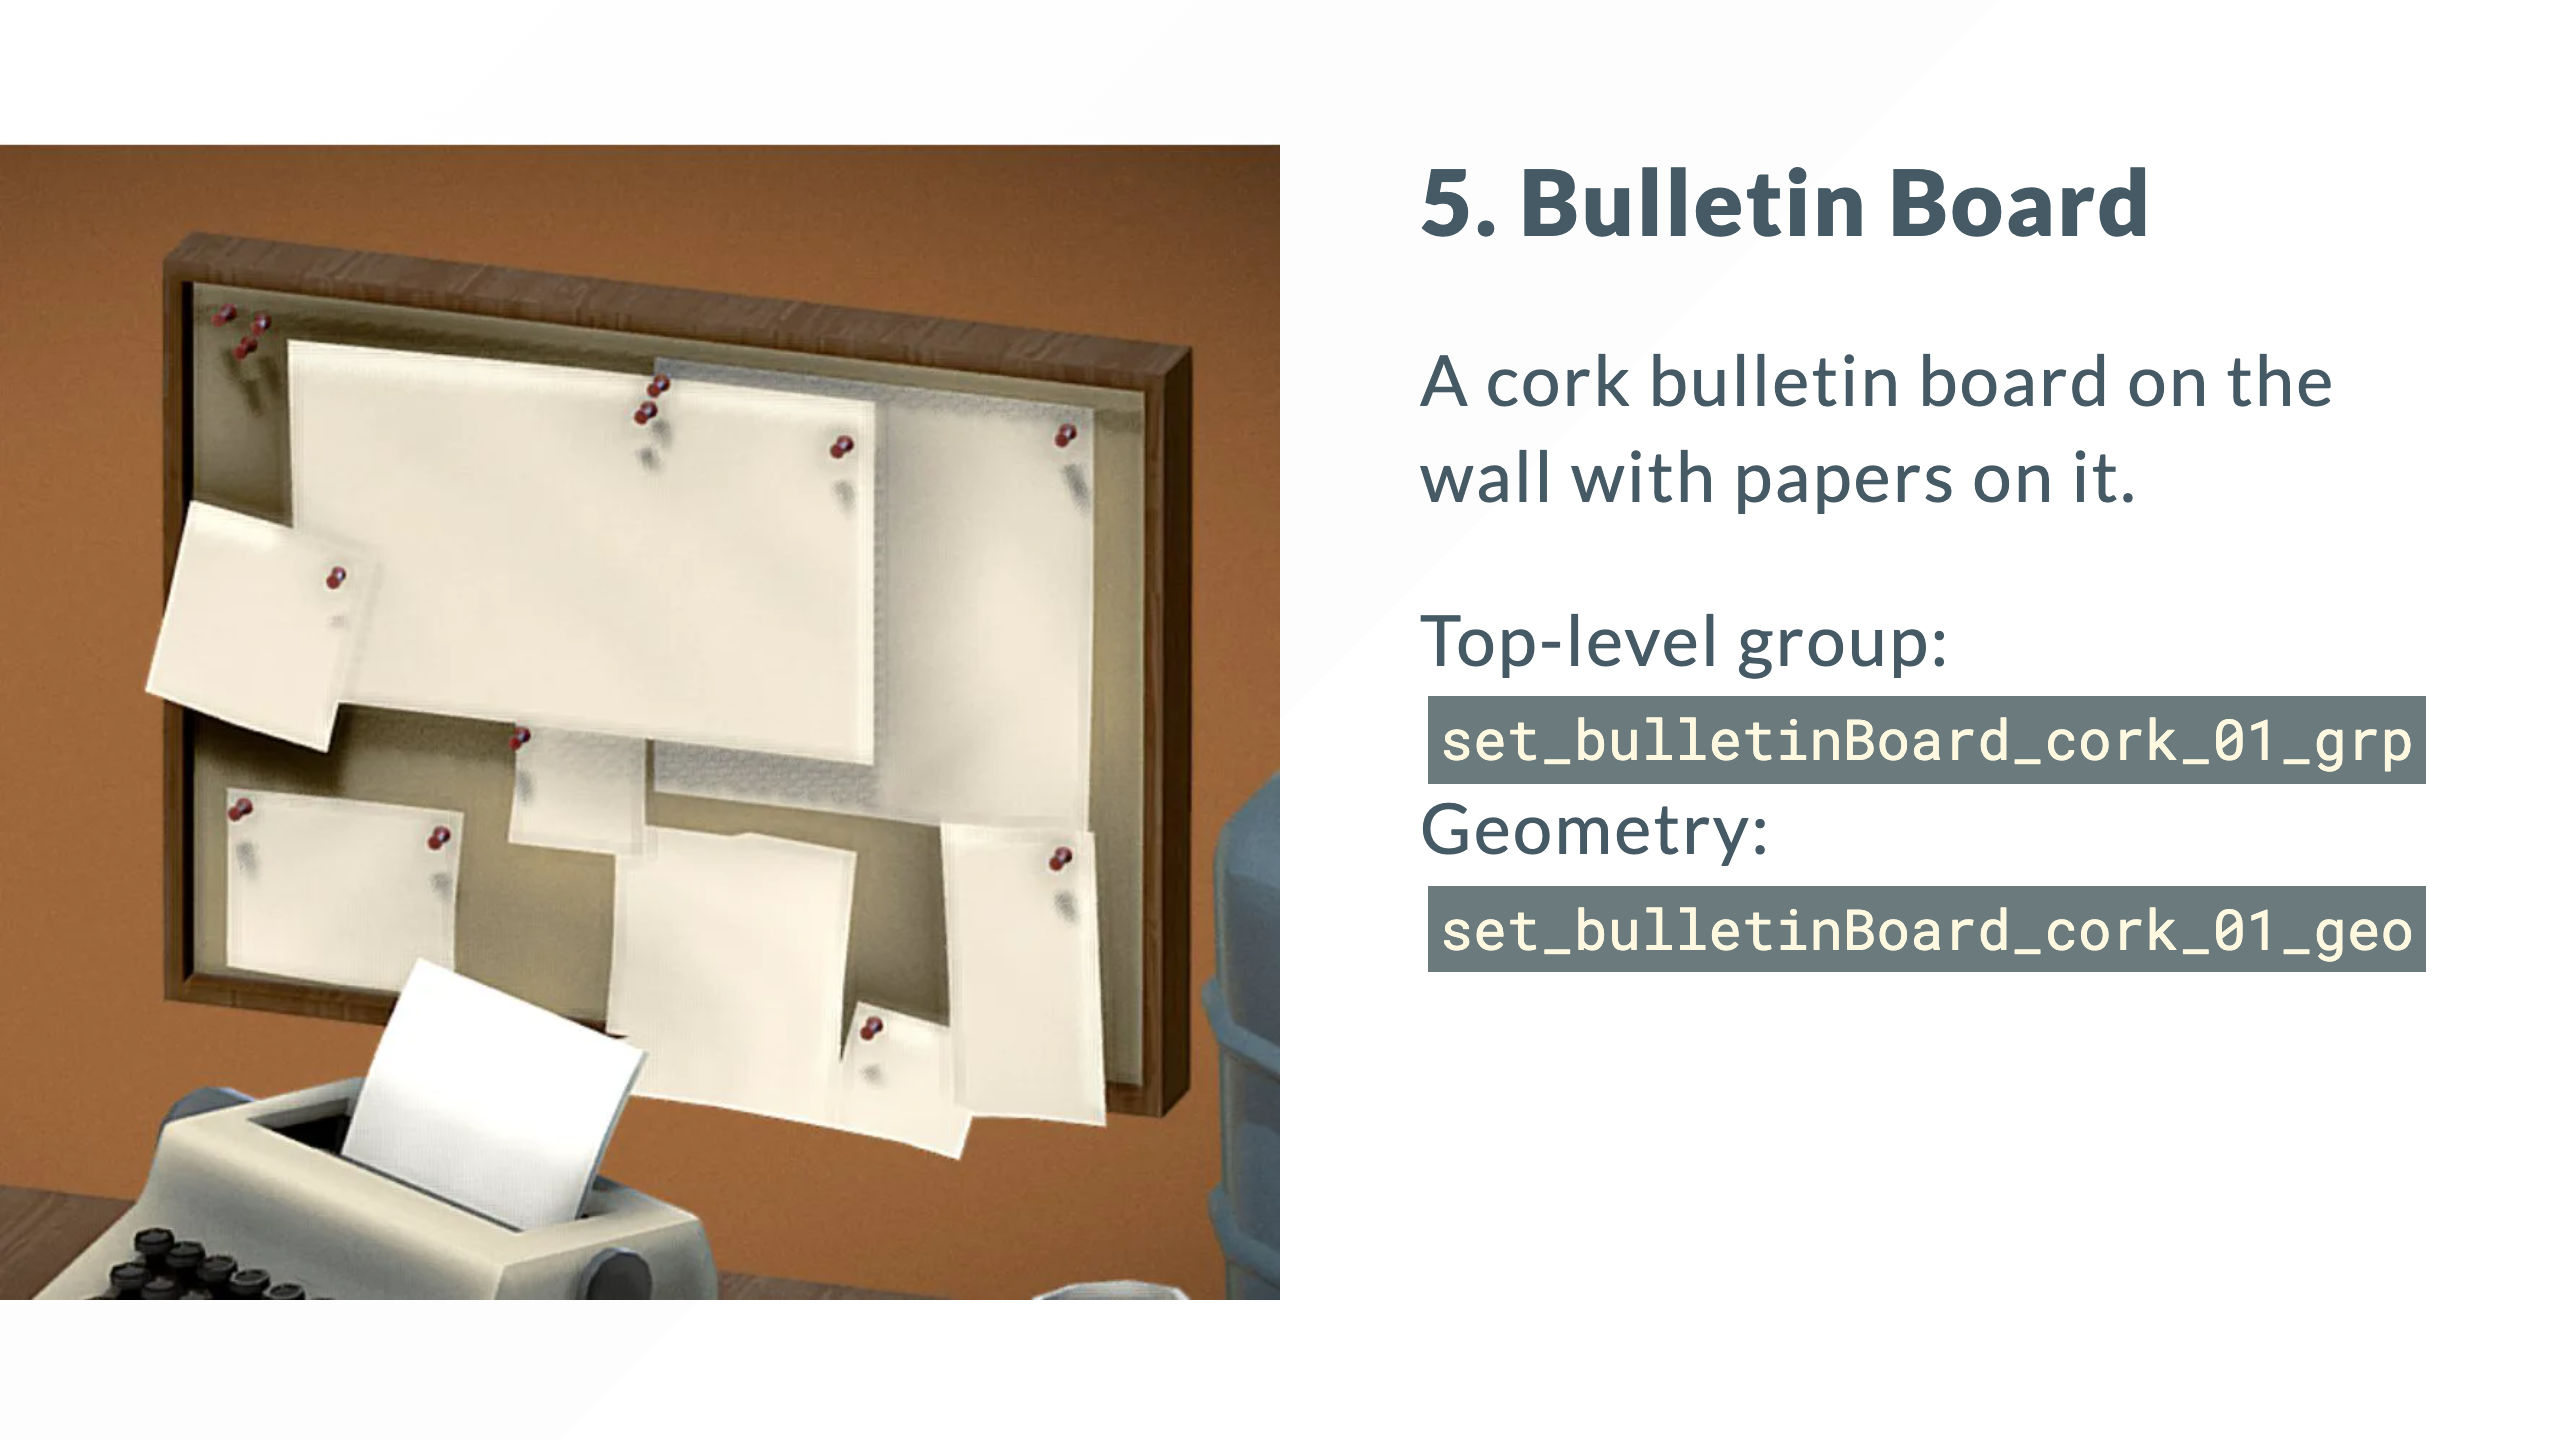 5. Bulletin Board
A cork bulletin board on the
wall with papers on it.
Top-level group:
set_bulletinBoard_cork_01_grp
Geometry:
set_bulletinBoard_cork_01_geo